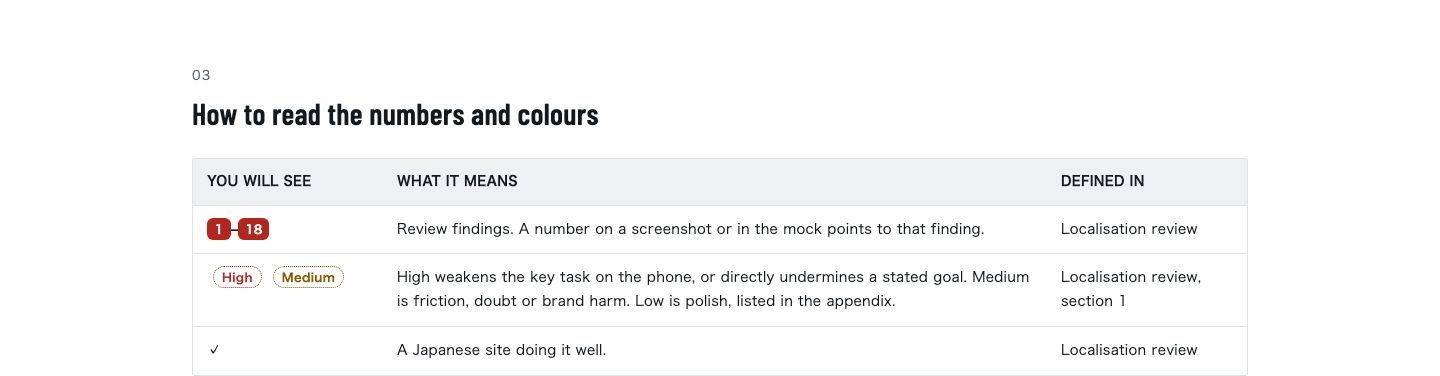 03
How to read the numbers and colours
YOU WILL SEE WHAT IT MEANS DEFINED IN
1–18 Review findings. A number on a screenshot or in the mock points to that finding. Localisation review
High Medium High weakens the key task on the phone, or directly undermines a stated goal. Medium Localisation review,
is friction, doubt or brand harm. Low is polish, listed in the appendix. section 1
✓ A Japanese site doing it well. Localisation review